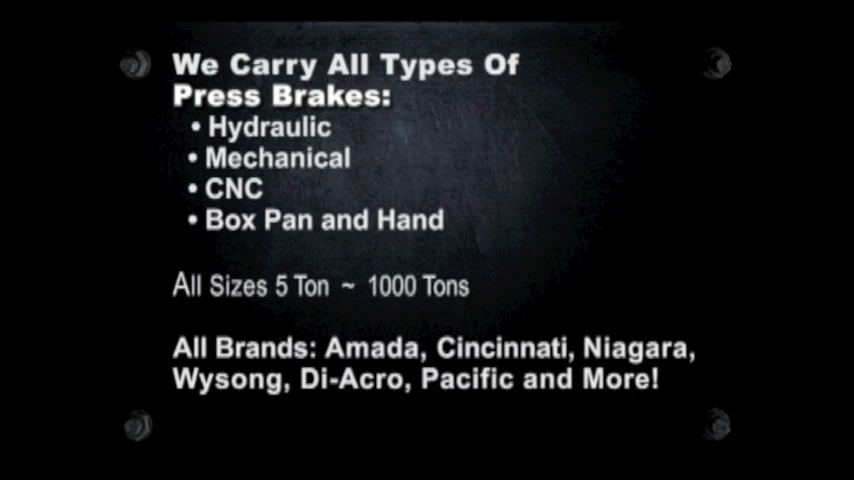 We Carry All Types Of
Press Brakes:
• Hydraulic
• Mechanical
• CNC
• Box Pan and Hand
All Sizes 5 Ton ~ 1000 Tons
All Brands: Amada, Cincinnati, Niagara,
Wysong, Di-Acro, Pacific and More!